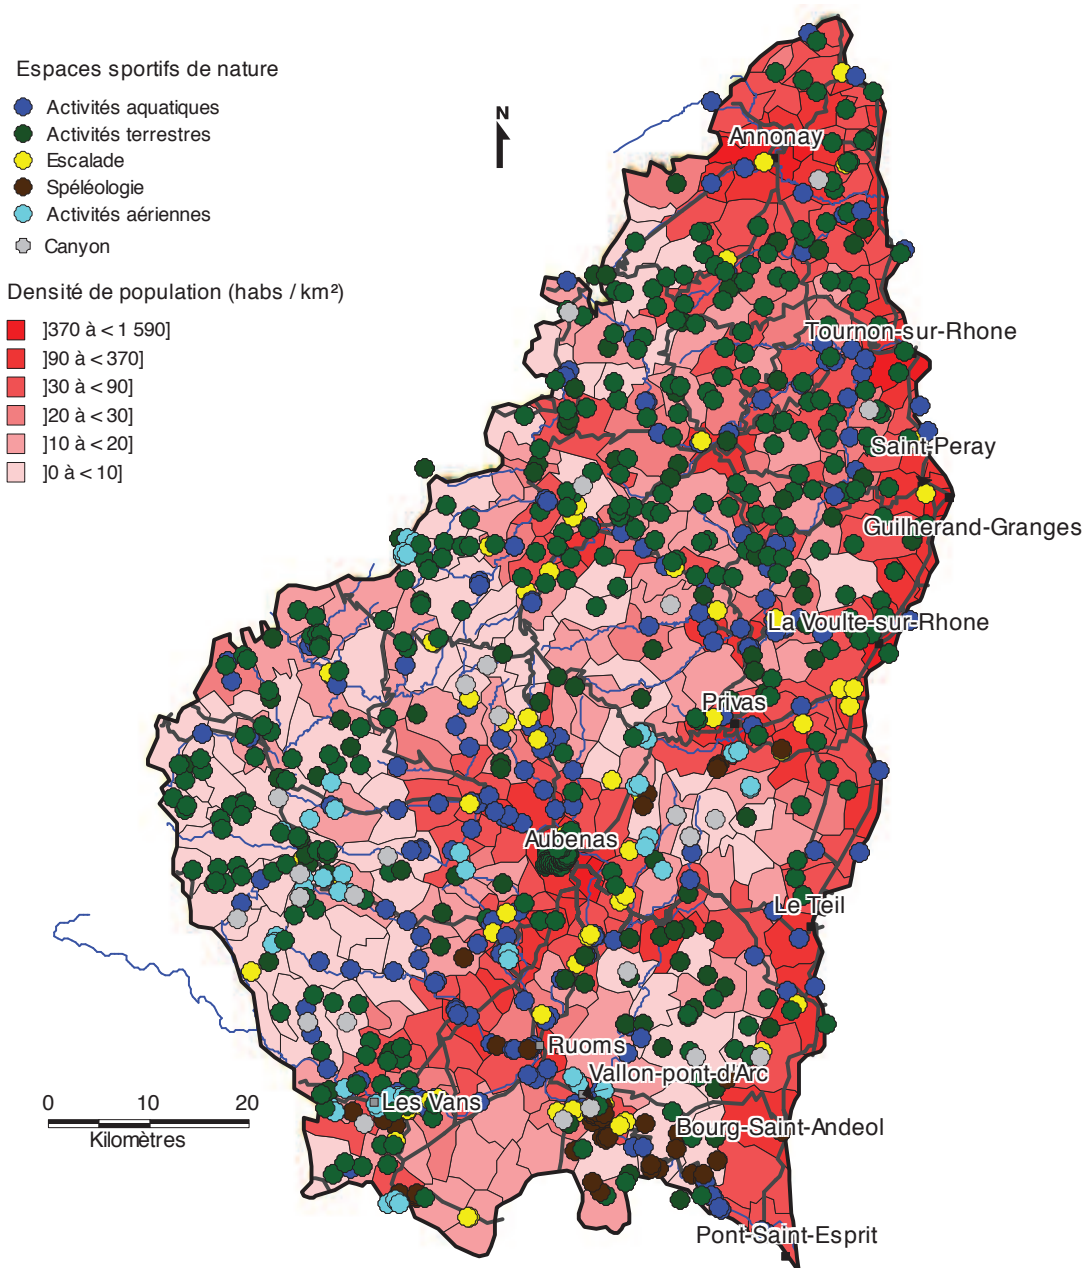 Espaces sportifs de nature
Activités aquatiques
Activités terrestres
Escalade
Spéléologie
Activités aériennes
Canyon
Densité de population (habs / km²)
]370 à < 1 590]
]90 à < 370]
]30 à < 90]
]20 à < 30]
]10 à < 20]
]0 à < 10]
N
Annonay
Tournon-sur-Rhone
Saint-Peray
Guilherand-Granges
La Voulte-sur-Rhone
Privas
Aubenas
Le Teil
Ruoms
Vallon-pont-d'Arc
Les Vans
Bourg-Saint-Andeol
Pont-Saint-Esprit
0 10 20
Kilomètres